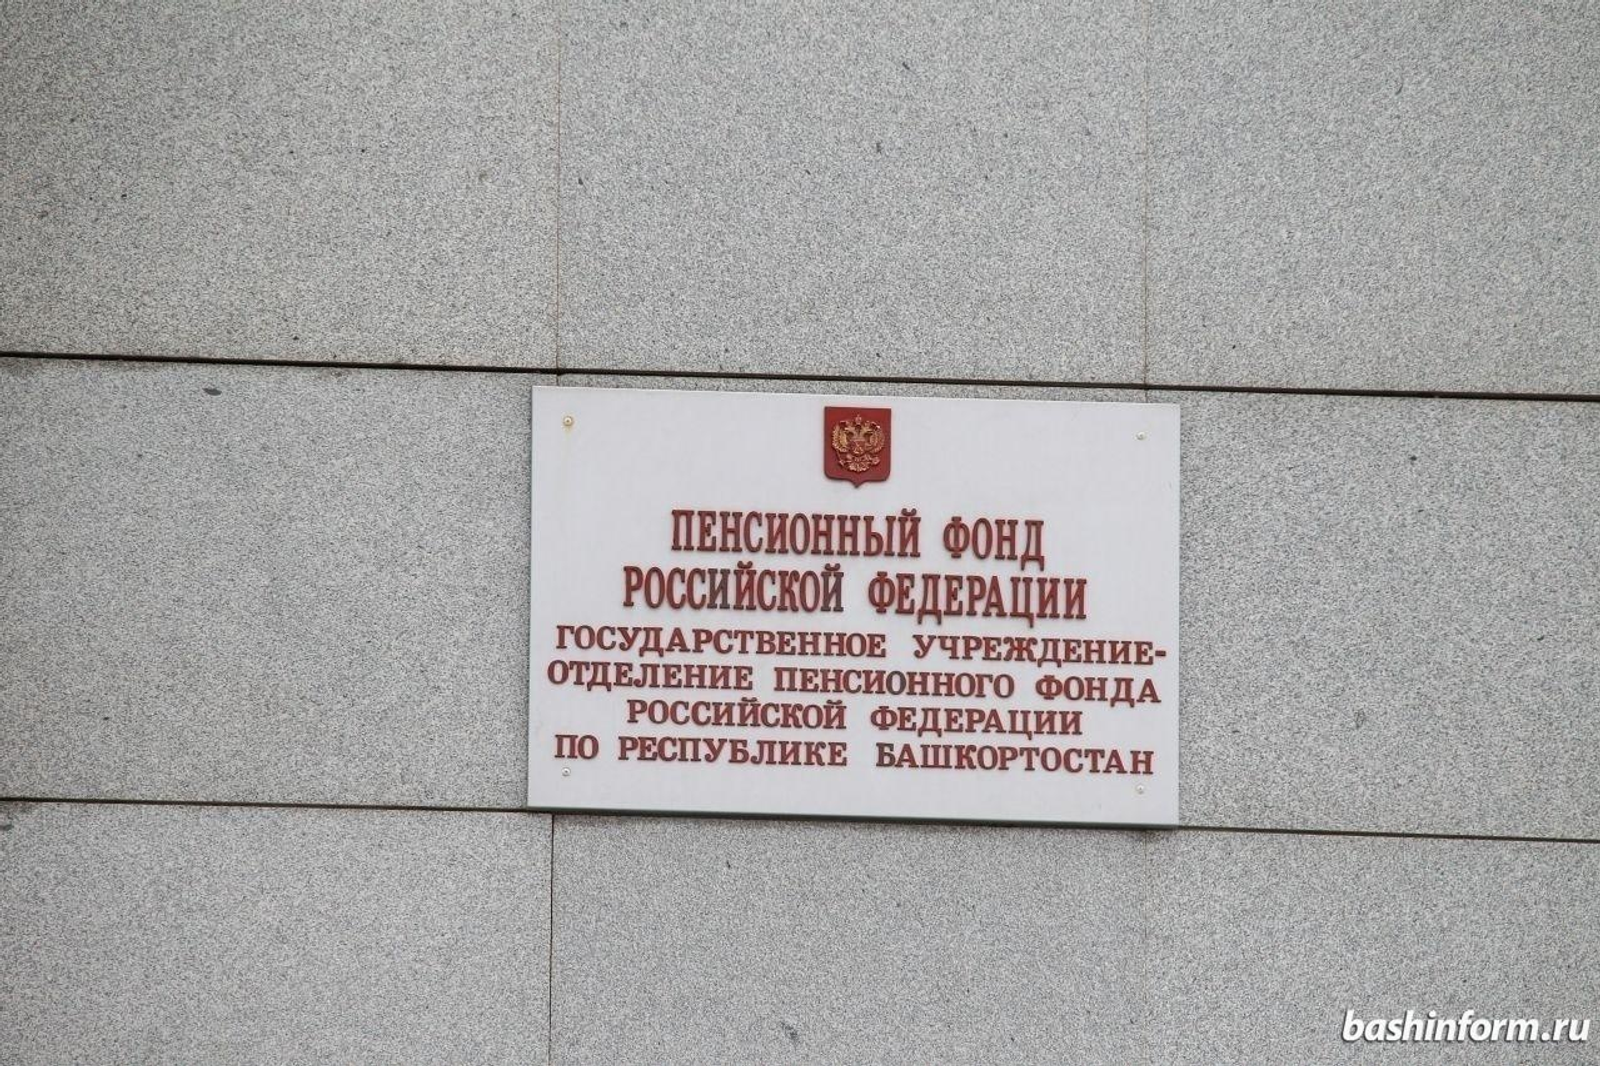 ПЕНСИОННЫЙ ФОНД
РОССИЙСКОЙ ФЕДЕРАЦИИ
ГОСУДАРСТВЕННОЕ УЧРЕЖДЕНИЕ-
ОТДЕЛЕНИЕ ПЕНСИОННОГО ФОНДА
РОССИЙСКОЙ ФЕДЕРАЦИИ
ПО РЕСПУБЛИКЕ БАШКОРТОСТАН
bashinform.ru